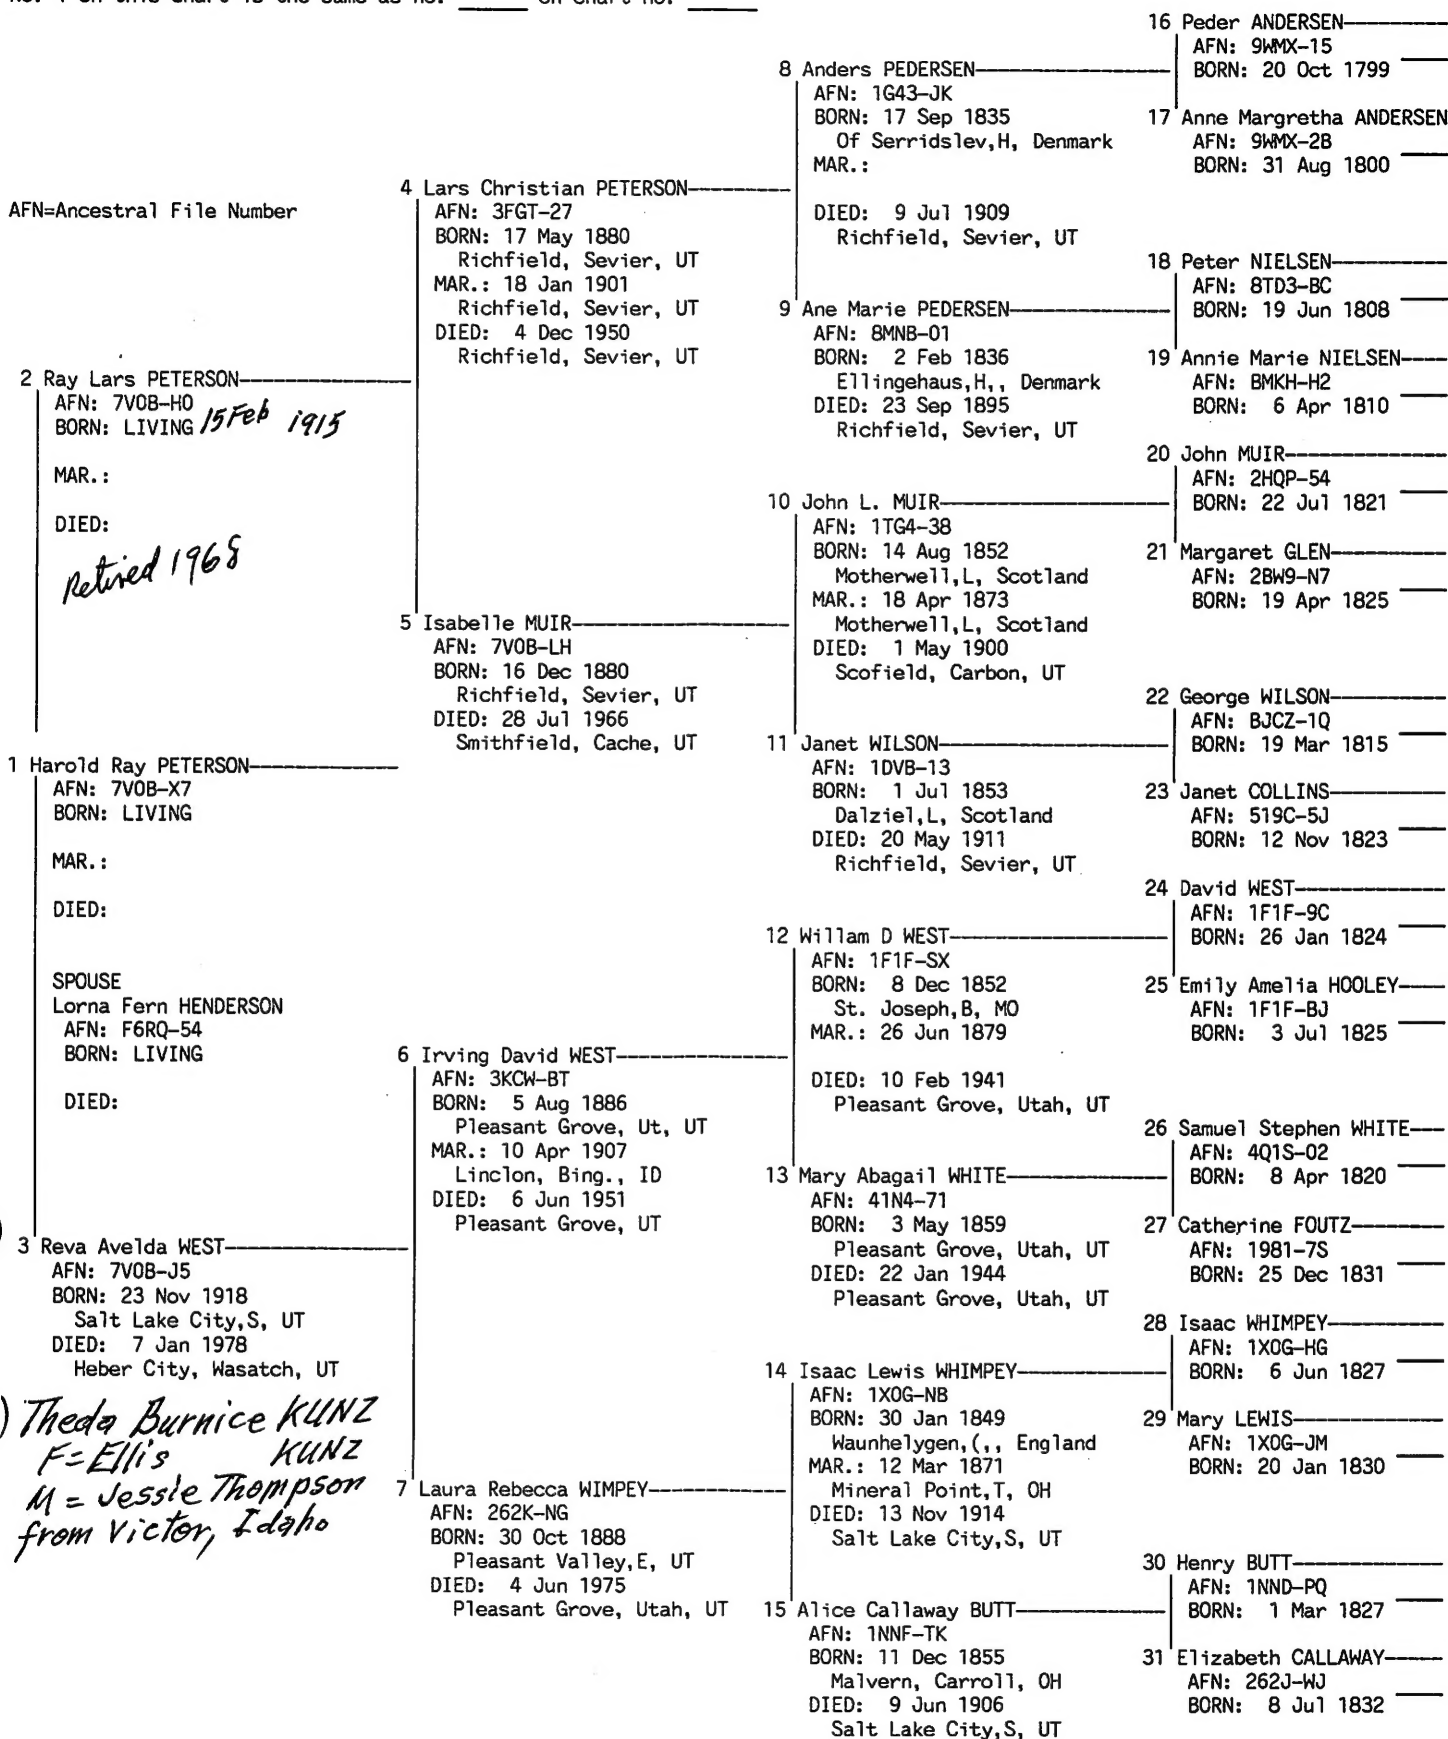 AFN=Ancestral File Number
1 Harold Ray PETERSON
AFN: 7V0B-X7
BORN: LIVING
MAR.:
DIED:
SPOUSE
Lorna Fern HENDERSON
AFN: F6RQ-54
BORN: LIVING
DIED:
2 Ray Lars PETERSON
AFN: 7V0B-H0
BORN: LIVING 15 Feb 1915
MAR.:
DIED:
Retired 1968
3 Reva Avelda WEST
AFN: 7V0B-J5
BORN: 23 Nov 1918
Salt Lake City,S, UT
DIED: 7 Jan 1978
Heber City, Wasatch, UT
) Theda Burnice KUNZ
F=Ellis KUNZ
M = Jessie Thompson
from Victor, Idaho
4 Lars Christian PETERSON
AFN: 3FGT-27
BORN: 17 May 1880
Richfield, Sevier, UT
MAR.: 18 Jan 1901
Richfield, Sevier, UT
DIED: 4 Dec 1950
Richfield, Sevier, UT
5 Isabelle MUIR
AFN: 7V0B-LH
BORN: 16 Dec 1880
Richfield, Sevier, UT
DIED: 28 Jul 1966
Smithfield, Cache, UT
6 Irving David WEST
AFN: 3KCW-BT
BORN: 5 Aug 1886
Pleasant Grove, Ut, UT
MAR.: 10 Apr 1907
Linclon, Bing., ID
DIED: 6 Jun 1951
Pleasant Grove, UT
7 Laura Rebecca WIMPEY
AFN: 262K-NG
BORN: 30 Oct 1888
Pleasant Valley,E, UT
DIED: 4 Jun 1975
Pleasant Grove, Utah, UT
8 Anders PEDERSEN
AFN: 1G43-JK
BORN: 17 Sep 1835
Of Serridslev,H, Denmark
MAR.:
DIED: 9 Jul 1909
Richfield, Sevier, UT
9 Ane Marie PEDERSEN
AFN: 8MNB-01
BORN: 2 Feb 1836
Ellingehaus,H,, Denmark
DIED: 23 Sep 1895
Richfield, Sevier, UT
10 John L. MUIR
AFN: 1TG4-38
BORN: 14 Aug 1852
Motherwell,L, Scotland
MAR.: 18 Apr 1873
Motherwell,L, Scotland
DIED: 1 May 1900
Scofield, Carbon, UT
11 Janet WILSON
AFN: 1DVB-13
BORN: 1 Jul 1853
Dalziel,L, Scotland
DIED: 20 May 1911
Richfield, Sevier, UT
12 Willam D WEST
AFN: 1F1F-SX
BORN: 8 Dec 1852
St. Joseph,B, MO
MAR.: 26 Jun 1879
DIED: 10 Feb 1941
Pleasant Grove, Utah, UT
13 Mary Abagail WHITE
AFN: 41N4-71
BORN: 3 May 1859
Pleasant Grove, Utah, UT
DIED: 22 Jan 1944
Pleasant Grove, Utah, UT
14 Isaac Lewis WHIMPEY
AFN: 1X0G-NB
BORN: 30 Jan 1849
Waunhelygen,(,, England
MAR.: 12 Mar 1871
Mineral Point,T, OH
DIED: 13 Nov 1914
Salt Lake City,S, UT
15 Alice Callaway BUTT
AFN: 1NNF-TK
BORN: 11 Dec 1855
Malvern, Carroll, OH
DIED: 9 Jun 1906
Salt Lake City,S, UT
16 Peder ANDERSEN
AFN: 9WMX-15
BORN: 20 Oct 1799
17 Anne Margretha ANDERSEN
AFN: 9WMX-2B
BORN: 31 Aug 1800
18 Peter NIELSEN
AFN: 8TD3-BC
BORN: 19 Jun 1808
19 Annie Marie NIELSEN
AFN: BMKH-H2
BORN: 6 Apr 1810
20 John MUIR
AFN: 2HQP-54
BORN: 22 Jul 1821
21 Margaret GLEN
AFN: 2BW9-N7
BORN: 19 Apr 1825
22 George WILSON
AFN: BJCZ-1Q
BORN: 19 Mar 1815
23 Janet COLLINS
AFN: 519C-5J
BORN: 12 Nov 1823
24 David WEST
AFN: 1F1F-9C
BORN: 26 Jan 1824
25 Emily Amelia HOOLEY
AFN: 1F1F-BJ
BORN: 3 Jul 1825
26 Samuel Stephen WHITE
AFN: 4Q1S-02
BORN: 8 Apr 1820
27 Catherine FOUTZ
AFN: 1981-7S
BORN: 25 Dec 1831
28 Isaac WHIMPEY
AFN: 1X0G-HG
BORN: 6 Jun 1827
29 Mary LEWIS
AFN: 1X0G-JM
BORN: 20 Jan 1830
30 Henry BUTT
AFN: 1NND-PQ
BORN: 1 Mar 1827
31 Elizabeth CALLAWAY
AFN: 262J-WJ
BORN: 8 Jul 1832